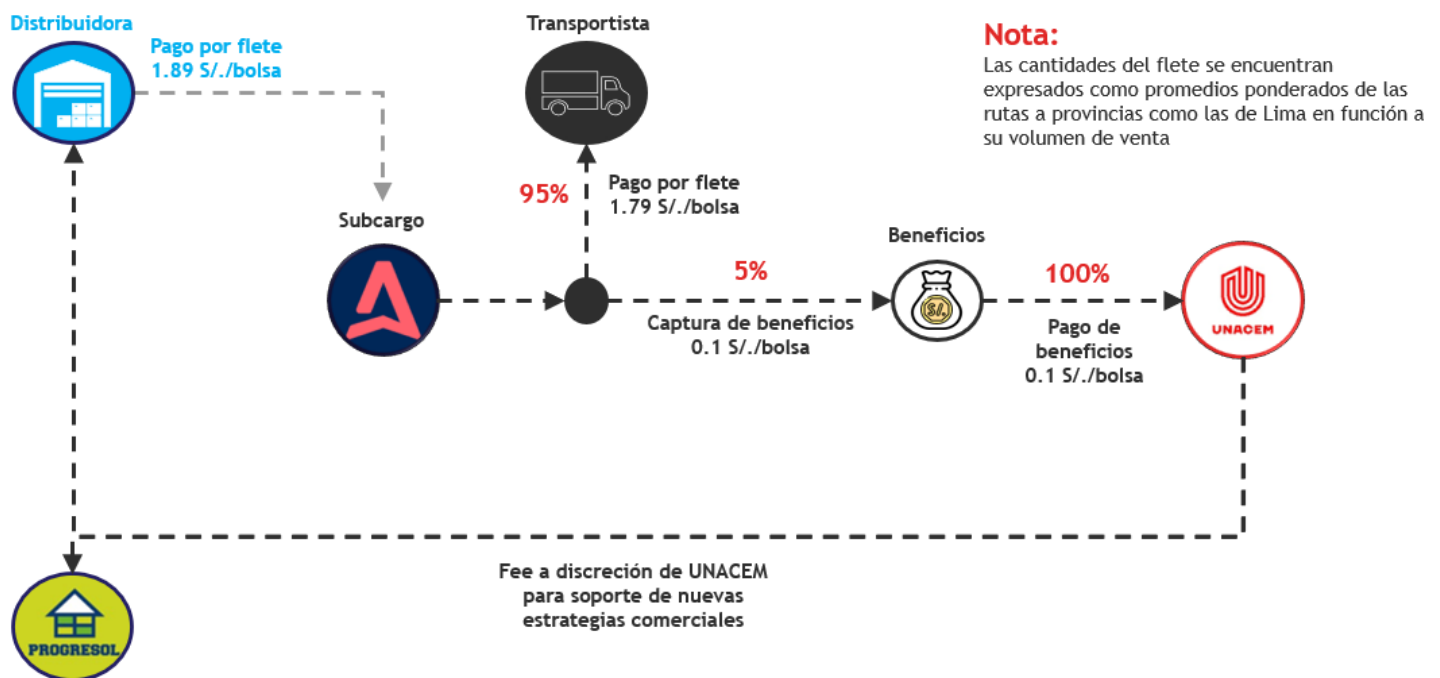 Distribuidora
Pago por flete
1.89 S/./bolsa
Transportista
Nota:
Las cantidades del flete se encuentran
expresados como promedios ponderados de las
rutas a provincias como las de Lima en función a
su volumen de venta
95%
Pago por flete
1.79 S/./bolsa
Subcargo
5%
Captura de beneficios
0.1 S/./bolsa
Beneficios
S/.
100%
Pago de
beneficios
0.1 S/./bolsa
UNACEM
Fee a discreción de UNACEM
para soporte de nuevas
estrategias comerciales
PROGRESOL